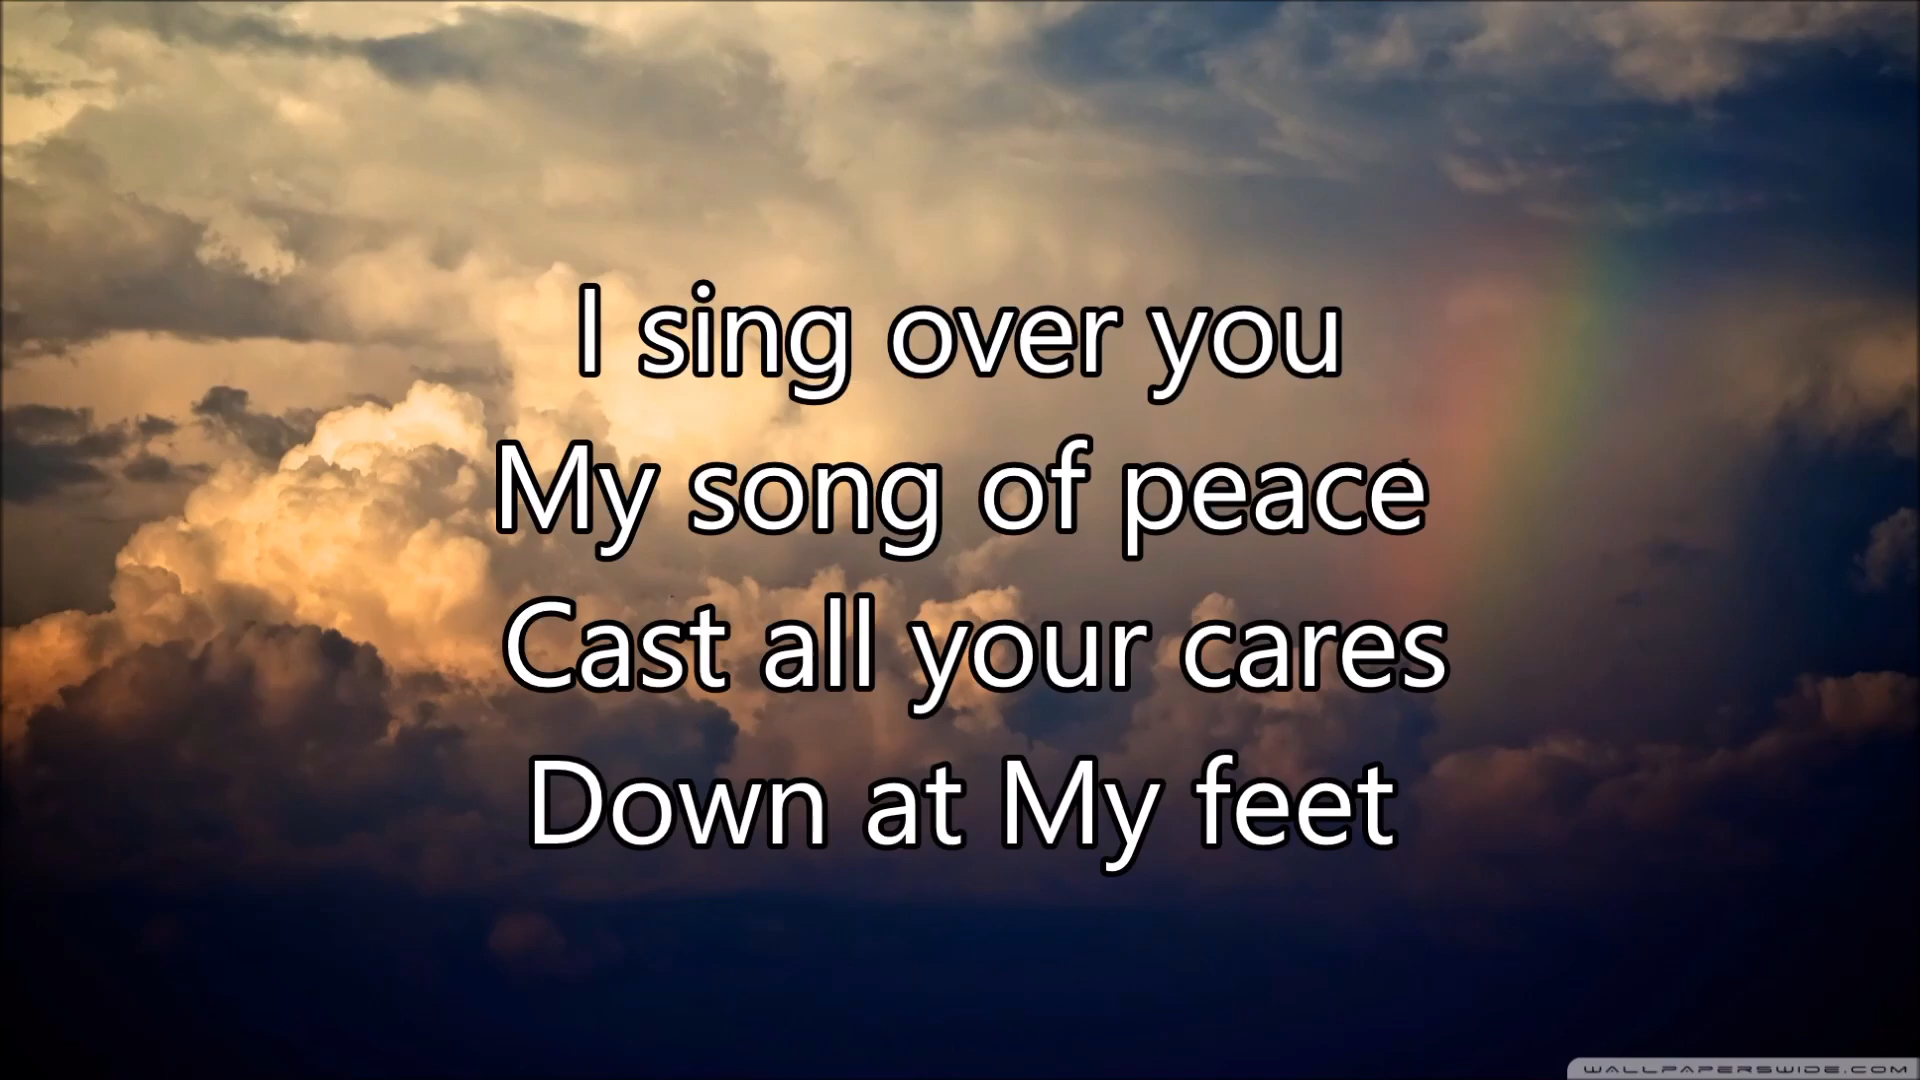 I sing over you
My song of peace
Cast all your cares
Down at My feet
WALLPAPERSWIDE.COM